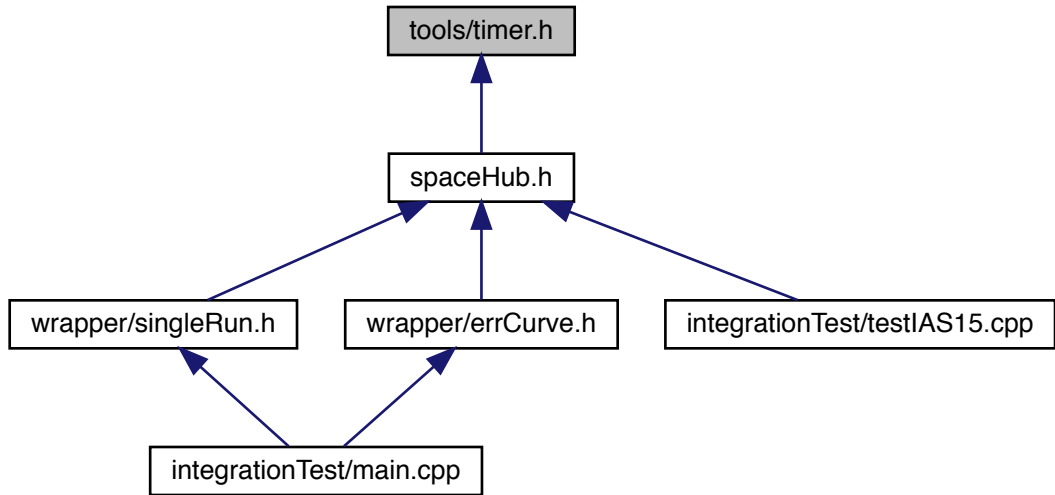 tools/timer.h
spaceHub.h
wrapper/singleRun.h
wrapper/errCurve.h
integrationTest/testIAS15.cpp
integrationTest/main.cpp